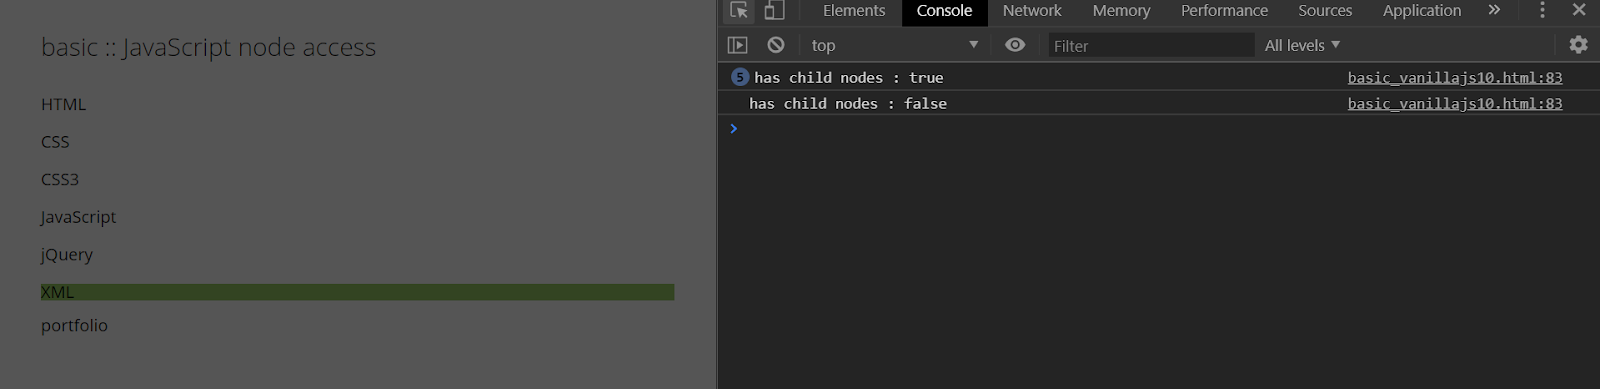 basic :: JavaScript node access
HTML
CSS
CSS3
JavaScript
jQuery
XML
portfolio
Elements Console Network Memory Performance Sources Application »
top Filter All levels
5 has child nodes : true basic_vanillajs10.html:83
has child nodes : false basic_vanillajs10.html:83